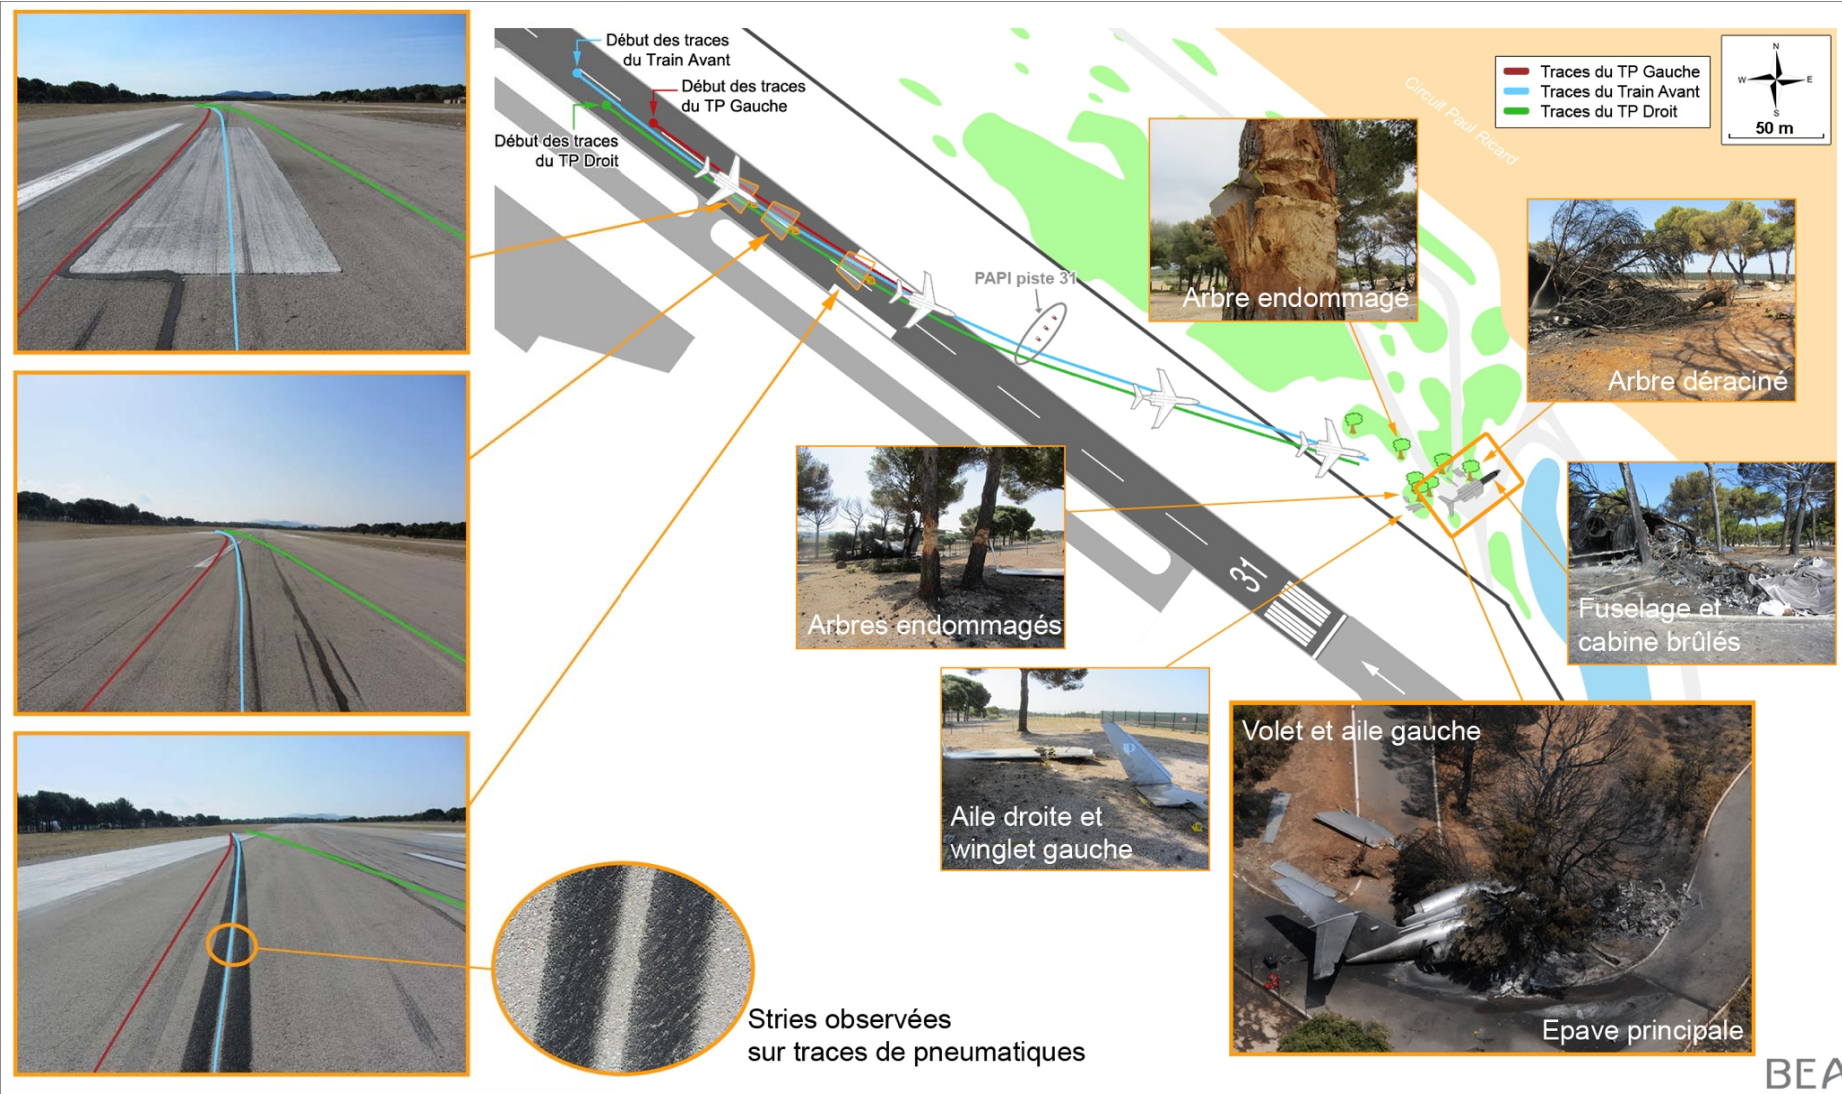 Début des traces
du Train Avant
Début des traces
du TP Gauche
Début des traces
du TP Droit
Traces du TP Gauche
Traces du Train Avant
Traces du TP Droit
N
W
E
S
50 m
Circuit Paul Ricard
PAPI piste 31
Arbre endommagé
Arbre déraciné
Arbres endommagés
Fuselage et
cabine brûlés
31
Aile droite et
winglet gauche
Volet et aile gauche
Epave principale
Stries observées
sur traces de pneumatiques
BEA